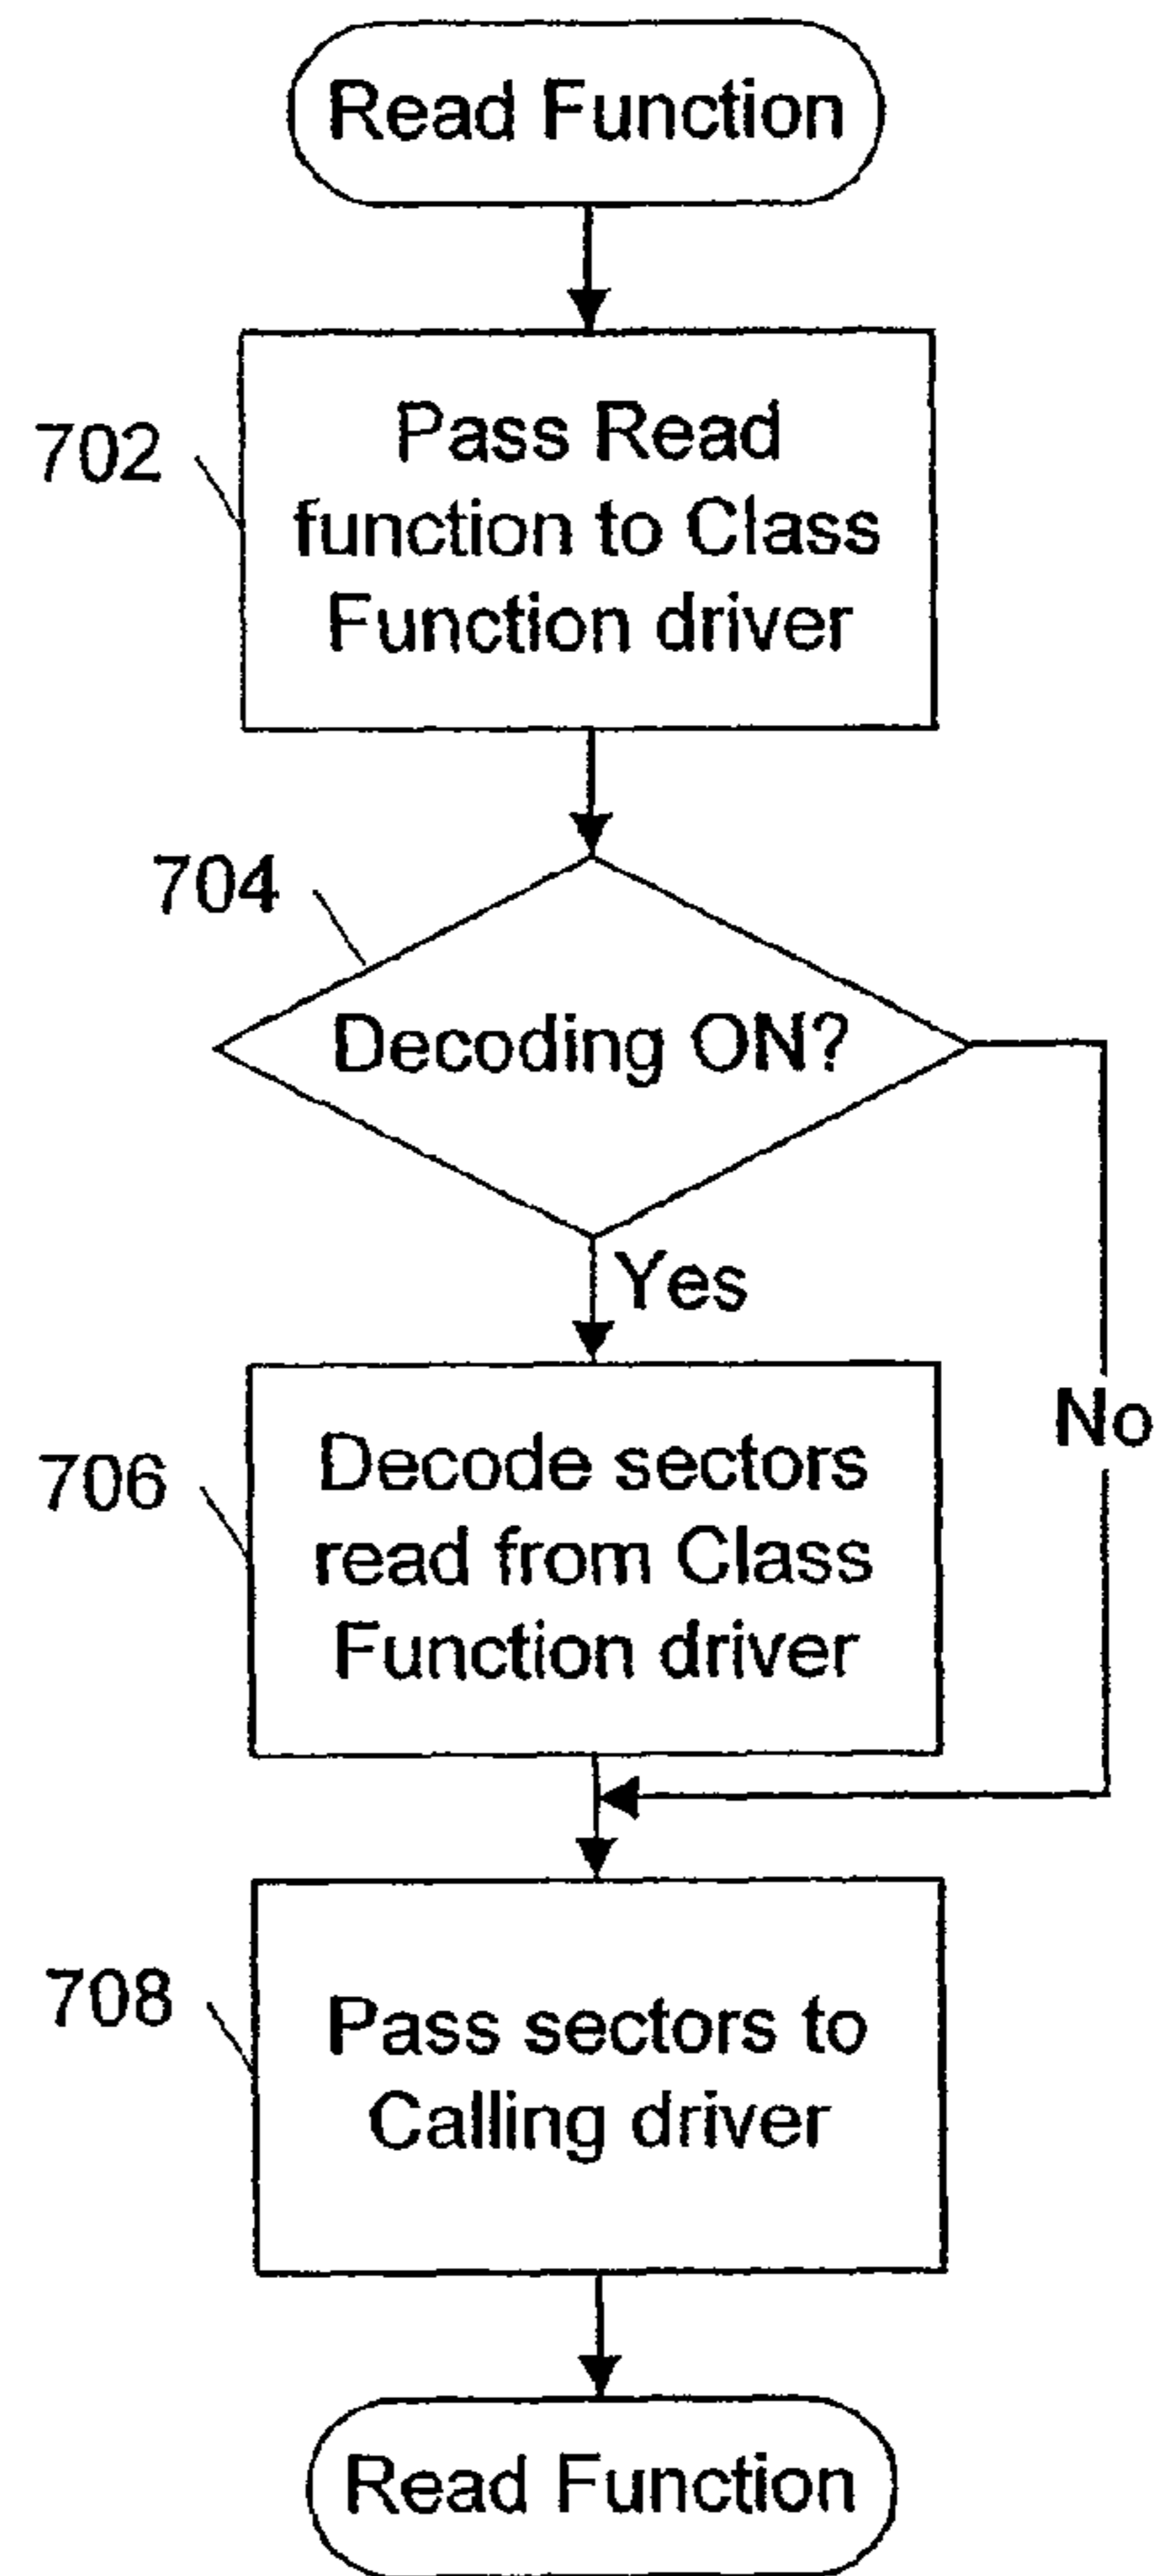 Read Function
702
Pass Read
function to Class
Function driver
704
Decoding ON?
Yes
No
706
Decode sectors
read from Class
Function driver
708
Pass sectors to
Calling driver
Read Function